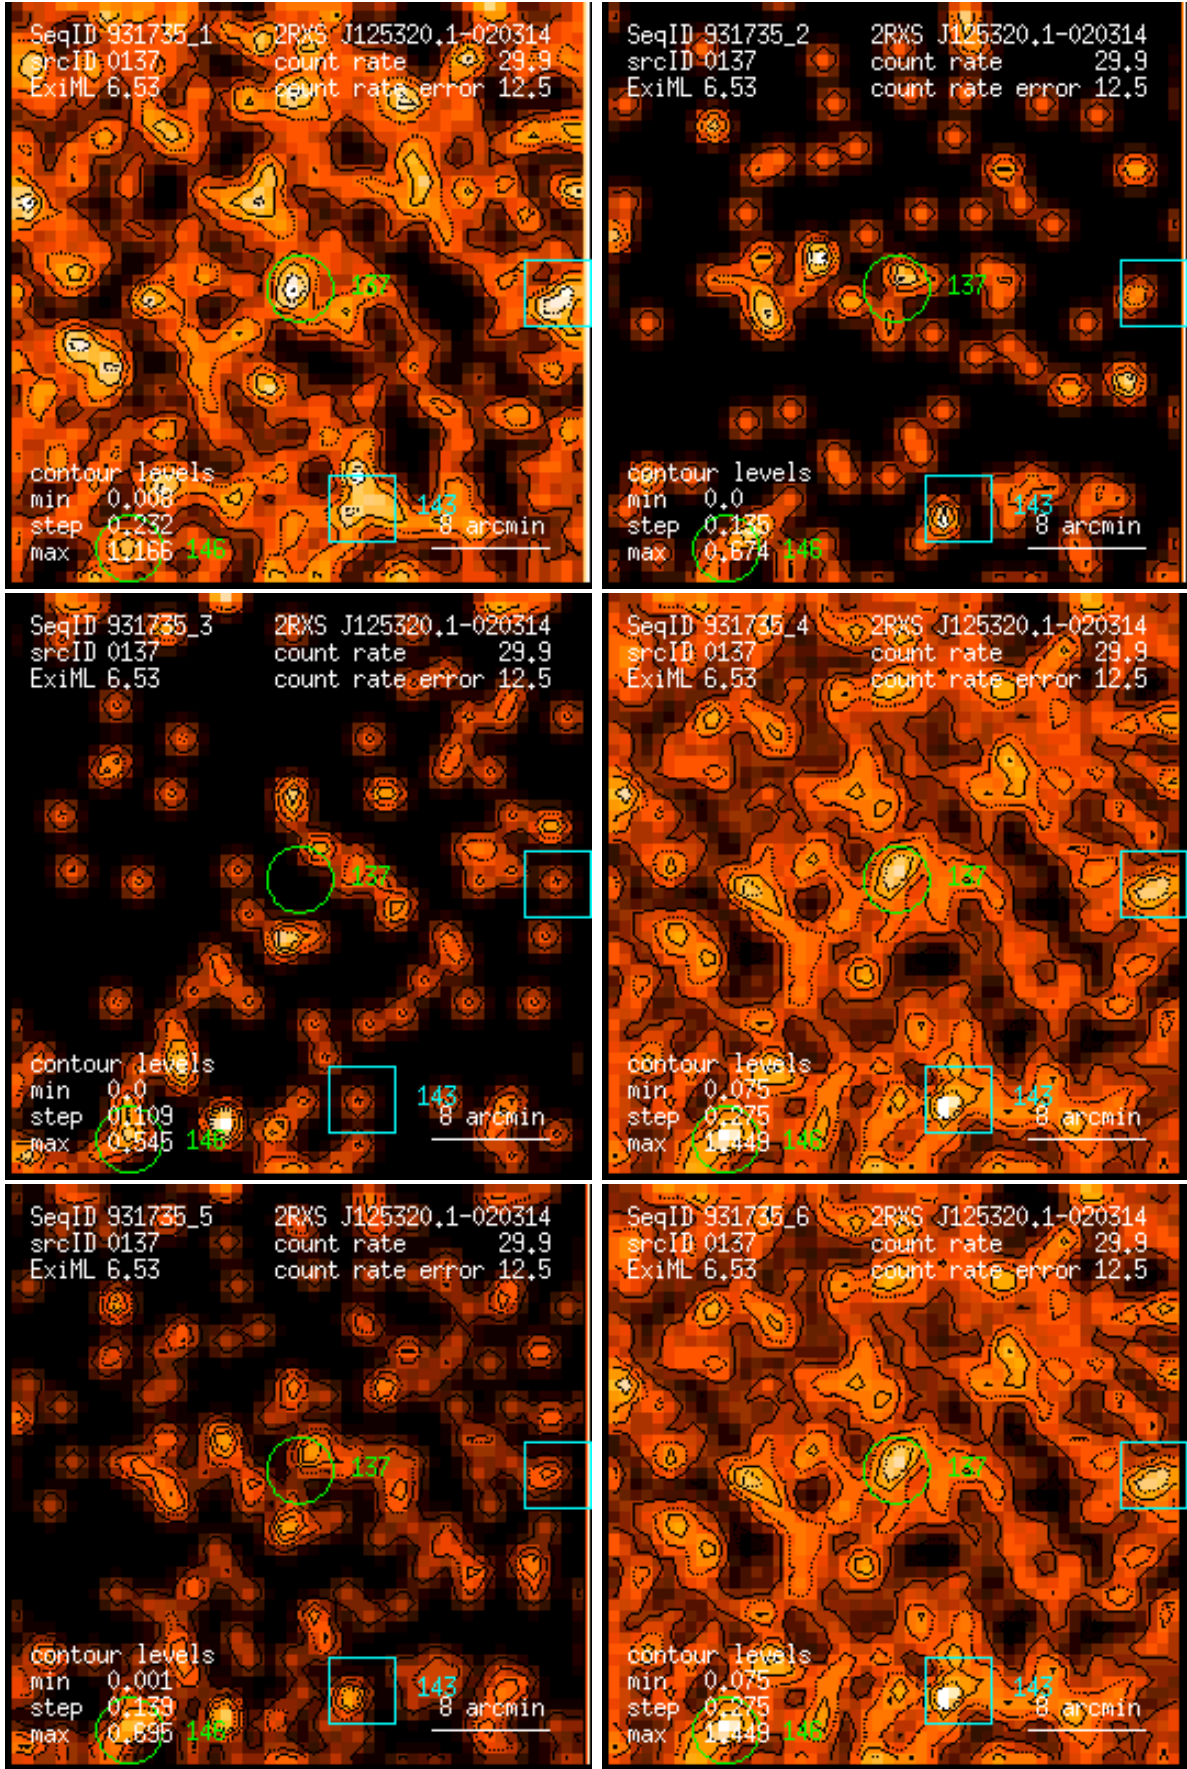 SeqID 931735_1 2RXS J125320.1-020314
srcID 0137 count rate 29.9
ExiML 6.53 count rate error 12.5
137
contour levels
min 0.008
step 0.232 143
max 1.166 146 8 arcmin
SeqID 931735_2 2RXS J125320.1-020314
srcID 0137 count rate 29.9
ExiML 6.53 count rate error 12.5
137
contour levels
min 0.0
step 0.135 143
max 0.674 146 8 arcmin
SeqID 931735_3 2RXS J125320.1-020314
srcID 0137 count rate 29.9
ExiML 6.53 count rate error 12.5
137
contour levels
min 0.0
step 0.109 143
max 0.545 146 8 arcmin
SeqID 931735_4 2RXS J125320.1-020314
srcID 0137 count rate 29.9
ExiML 6.53 count rate error 12.5
137
contour levels
min 0.075
step 0.275 143
max 1.449 146 8 arcmin
SeqID 931735_5 2RXS J125320.1-020314
srcID 0137 count rate 29.9
ExiML 6.53 count rate error 12.5
137
contour levels
min 0.001
step 0.139 143
max 0.695 146 8 arcmin
SeqID 931735_6 2RXS J125320.1-020314
srcID 0137 count rate 29.9
ExiML 6.53 count rate error 12.5
137
contour levels
min 0.075
step 0.275 143
max 1.449 146 8 arcmin